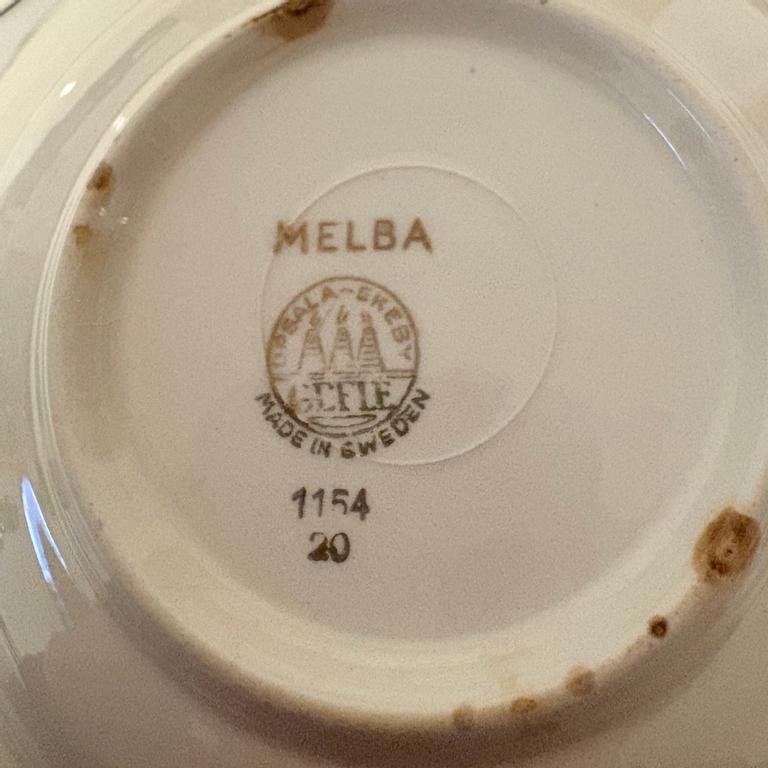 MELBA
UPSALA-EKEBY
GEFLE
MADE IN SWEDEN
1154
20